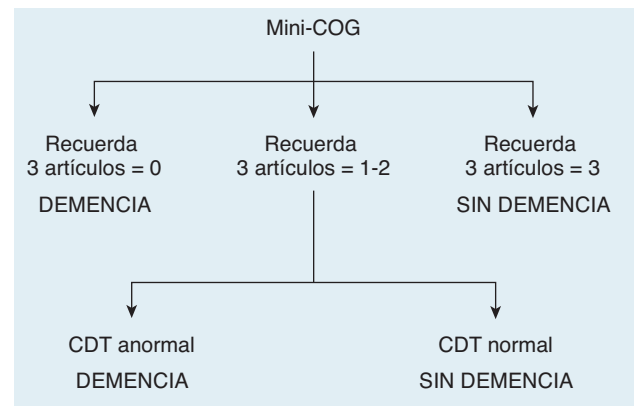 Mini-COG
Recuerda
3 artículos = 0
DEMENCIA
Recuerda
3 artículos = 1-2
Recuerda
3 artículos = 3
SIN DEMENCIA
CDT anormal
DEMENCIA
CDT normal
SIN DEMENCIA